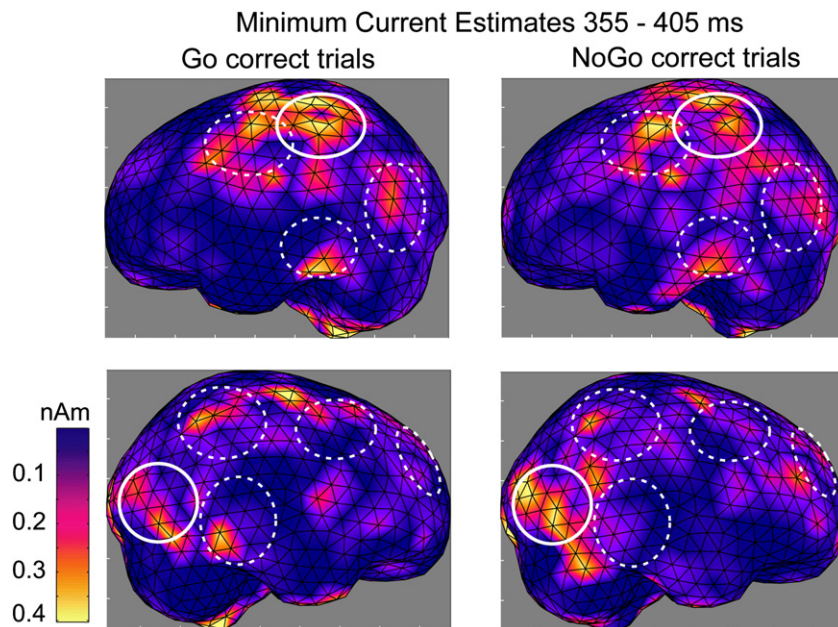 Minimum Current Estimates 355 - 405 ms
Go correct trials
NoGo correct trials
nAm
0.1
0.2
0.3
0.4